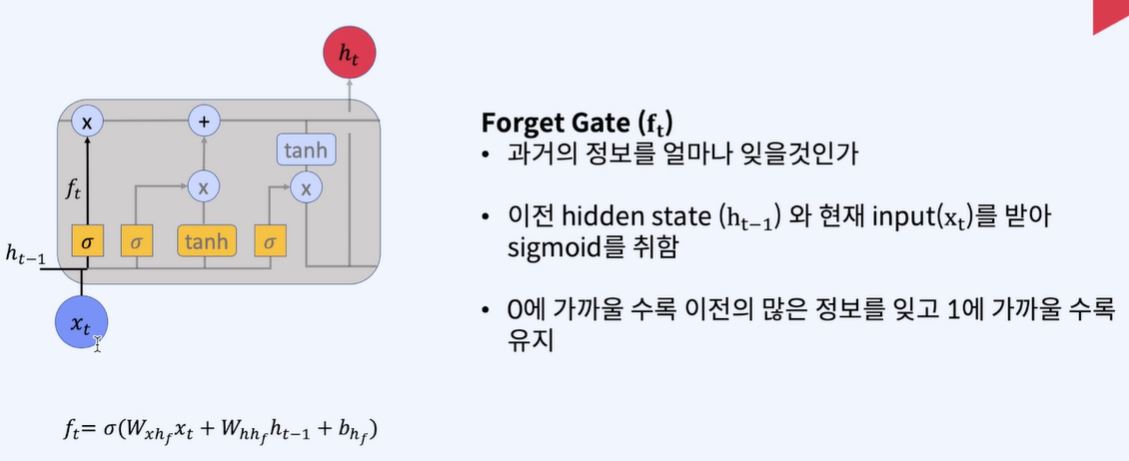 h_t
x
+
tanh
f_t
x
x
σ
σ
tanh
σ
h_{t-1}
x_t
f_t= σ(W_{xh_f}x_t + W_{hh_f}h_{t-1} + b_{h_f})
Forget Gate (f_t)
• 과거의 정보를 얼마나 잊을것인가
• 이전 hidden state (h_{t-1}) 와 현재 input(x_t)를 받아
sigmoid를 취함
• 0에 가까울 수록 이전의 많은 정보를 잊고 1에 가까울 수록
유지